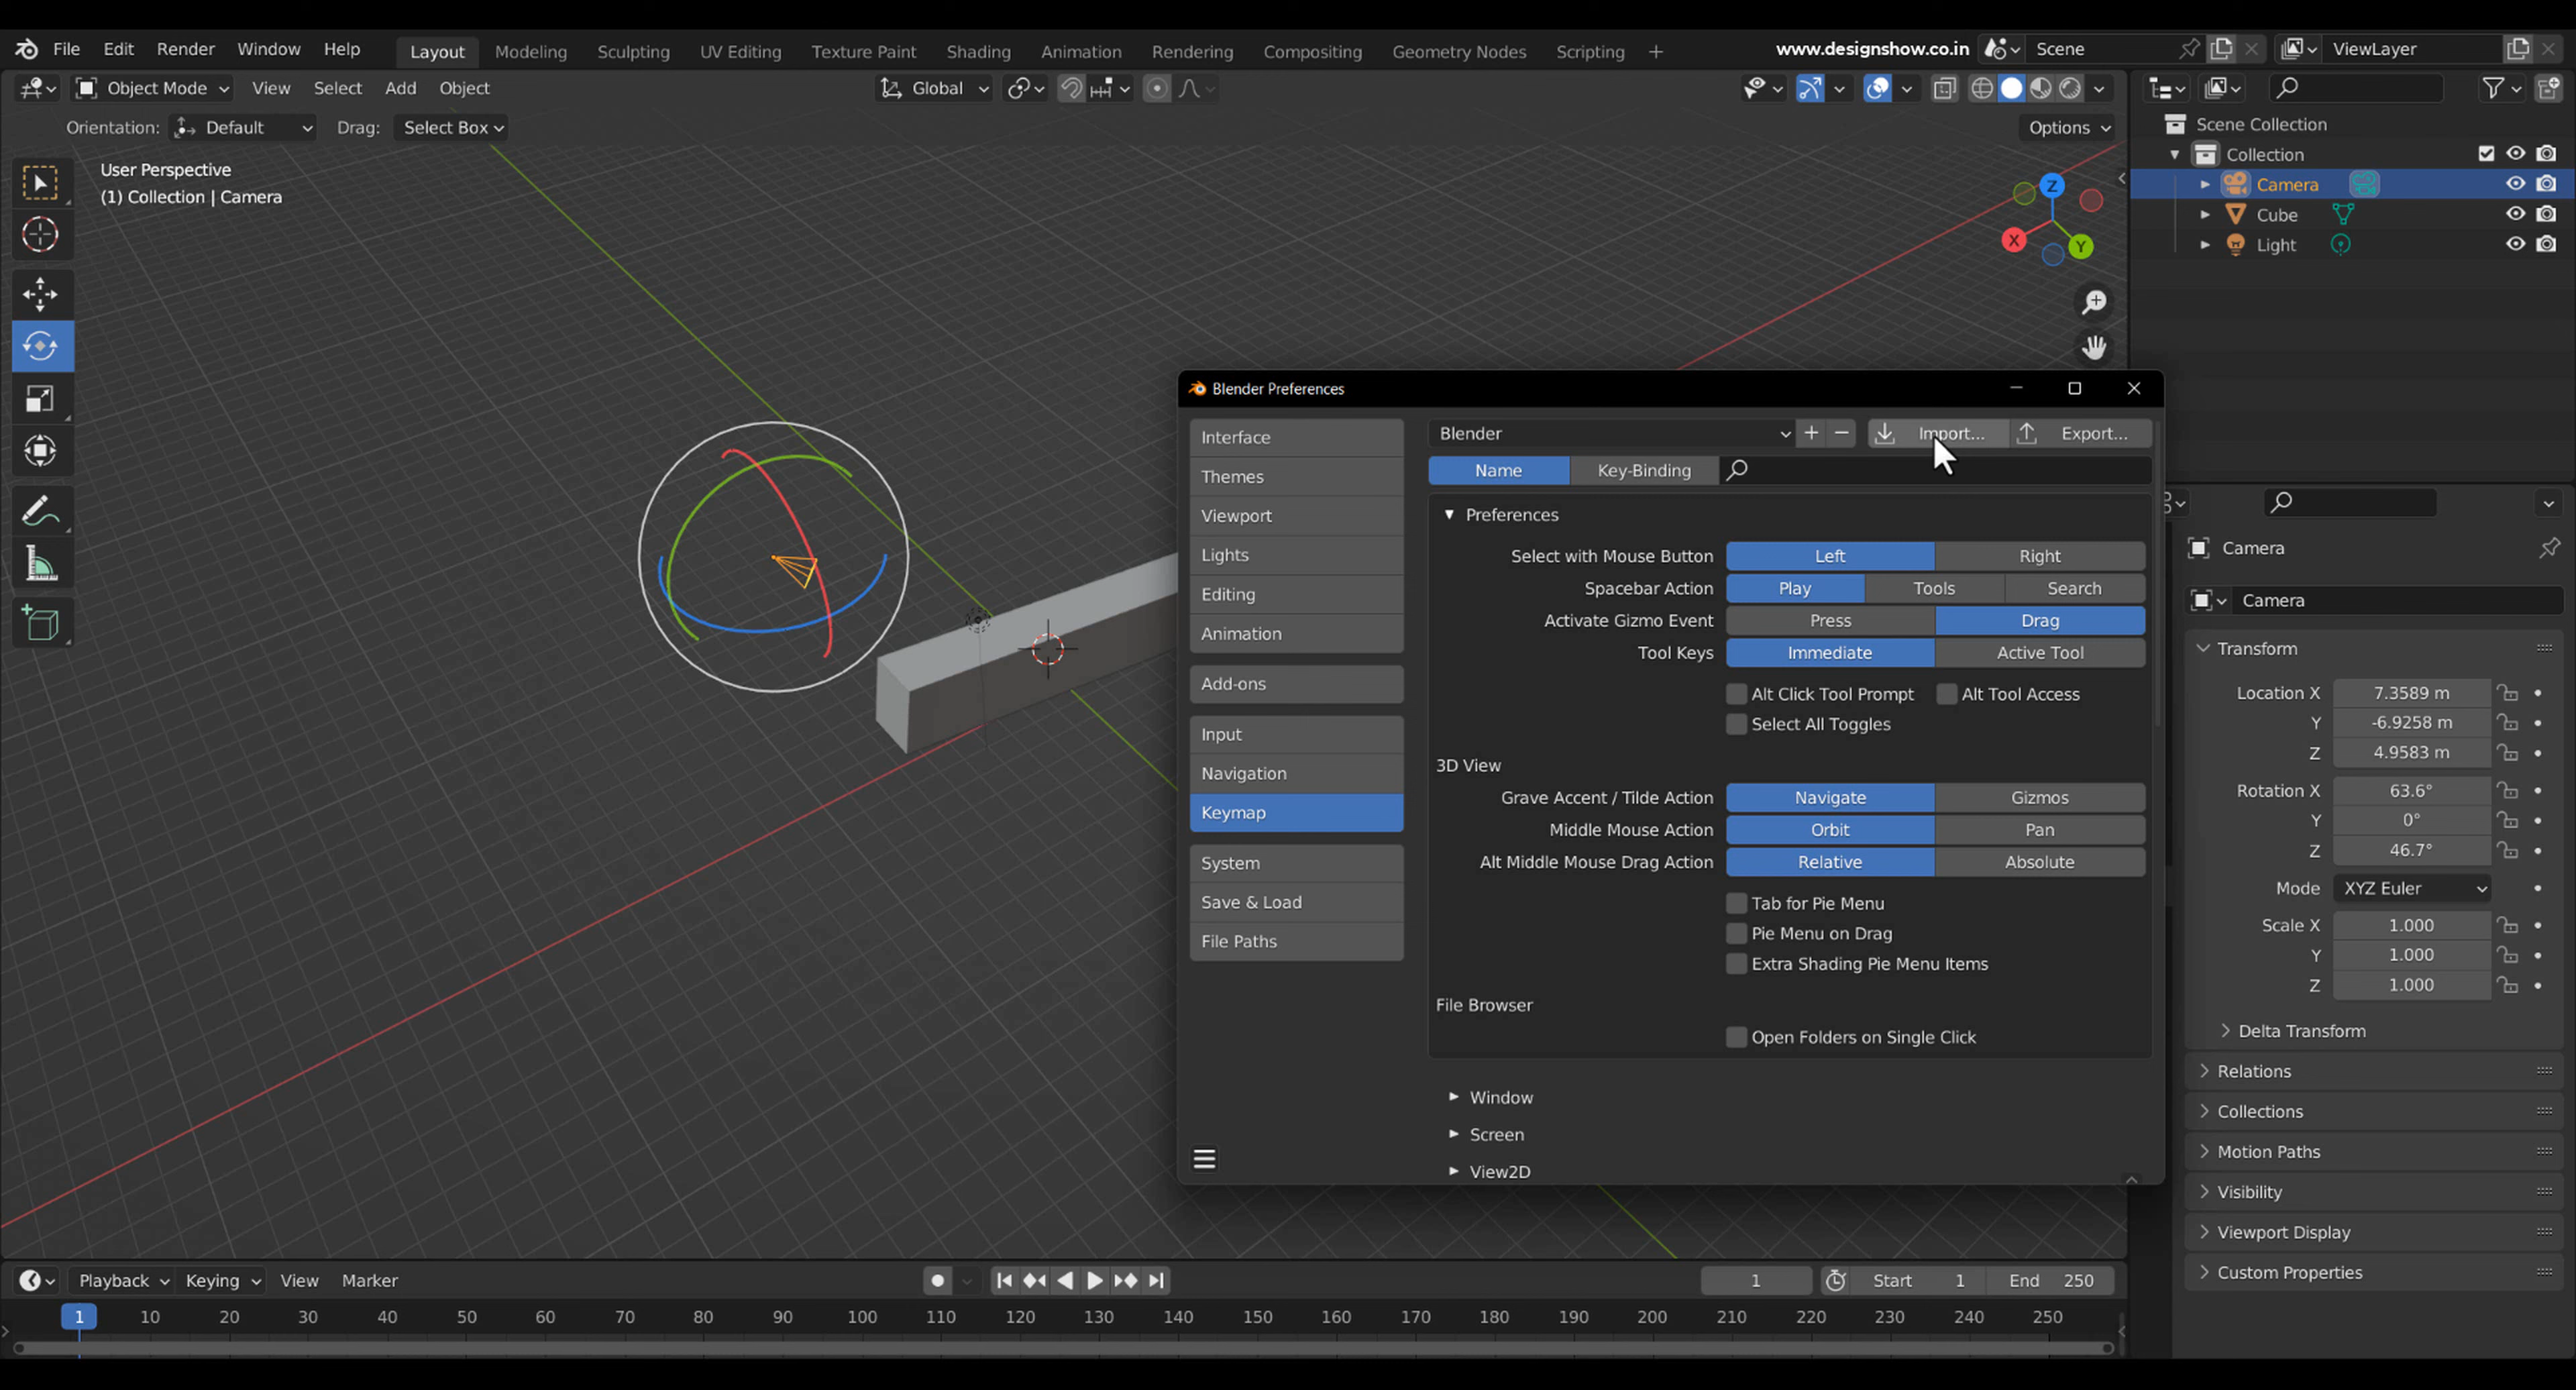 File Edit Render Window Help Layout Modeling Sculpting UV Editing Texture Paint Shading Animation Rendering Compositing Geometry Nodes Scripting + www.designshow.co.in Scene ViewLayer
Object Mode View Select Add Object Global
Orientation: Default Drag: Select Box Options
User Perspective
(1) Collection | Camera
Z
X
Y
Scene Collection
Collection
Camera
Cube
Light
Blender Preferences
Interface
Themes
Viewport
Lights
Editing
Animation
Add-ons
Input
Navigation
Keymap
System
Save & Load
File Paths
Blender + − Import... Export...
Name Key-Binding
Preferences
Select with Mouse Button Left Right
Spacebar Action Play Tools Search
Activate Gizmo Event Press Drag
Tool Keys Immediate Active Tool
Alt Click Tool Prompt Alt Tool Access
Select All Toggles
3D View
Grave Accent / Tilde Action Navigate Gizmos
Middle Mouse Action Orbit Pan
Alt Middle Mouse Drag Action Relative Absolute
Tab for Pie Menu
Pie Menu on Drag
Extra Shading Pie Menu Items
File Browser
Open Folders on Single Click
Window
Screen
View2D
Camera
Camera
Transform
Location X 7.3589 m
Y -6.9258 m
Z 4.9583 m
Rotation X 63.6°
Y 0°
Z 46.7°
Mode XYZ Euler
Scale X 1.000
Y 1.000
Z 1.000
Delta Transform
Relations
Collections
Motion Paths
Visibility
Viewport Display
Custom Properties
Playback Keying View Marker 1 Start 1 End 250
1 10 20 30 40 50 60 70 80 90 100 110 120 130 140 150 160 170 180 190 200 210 220 230 240 250